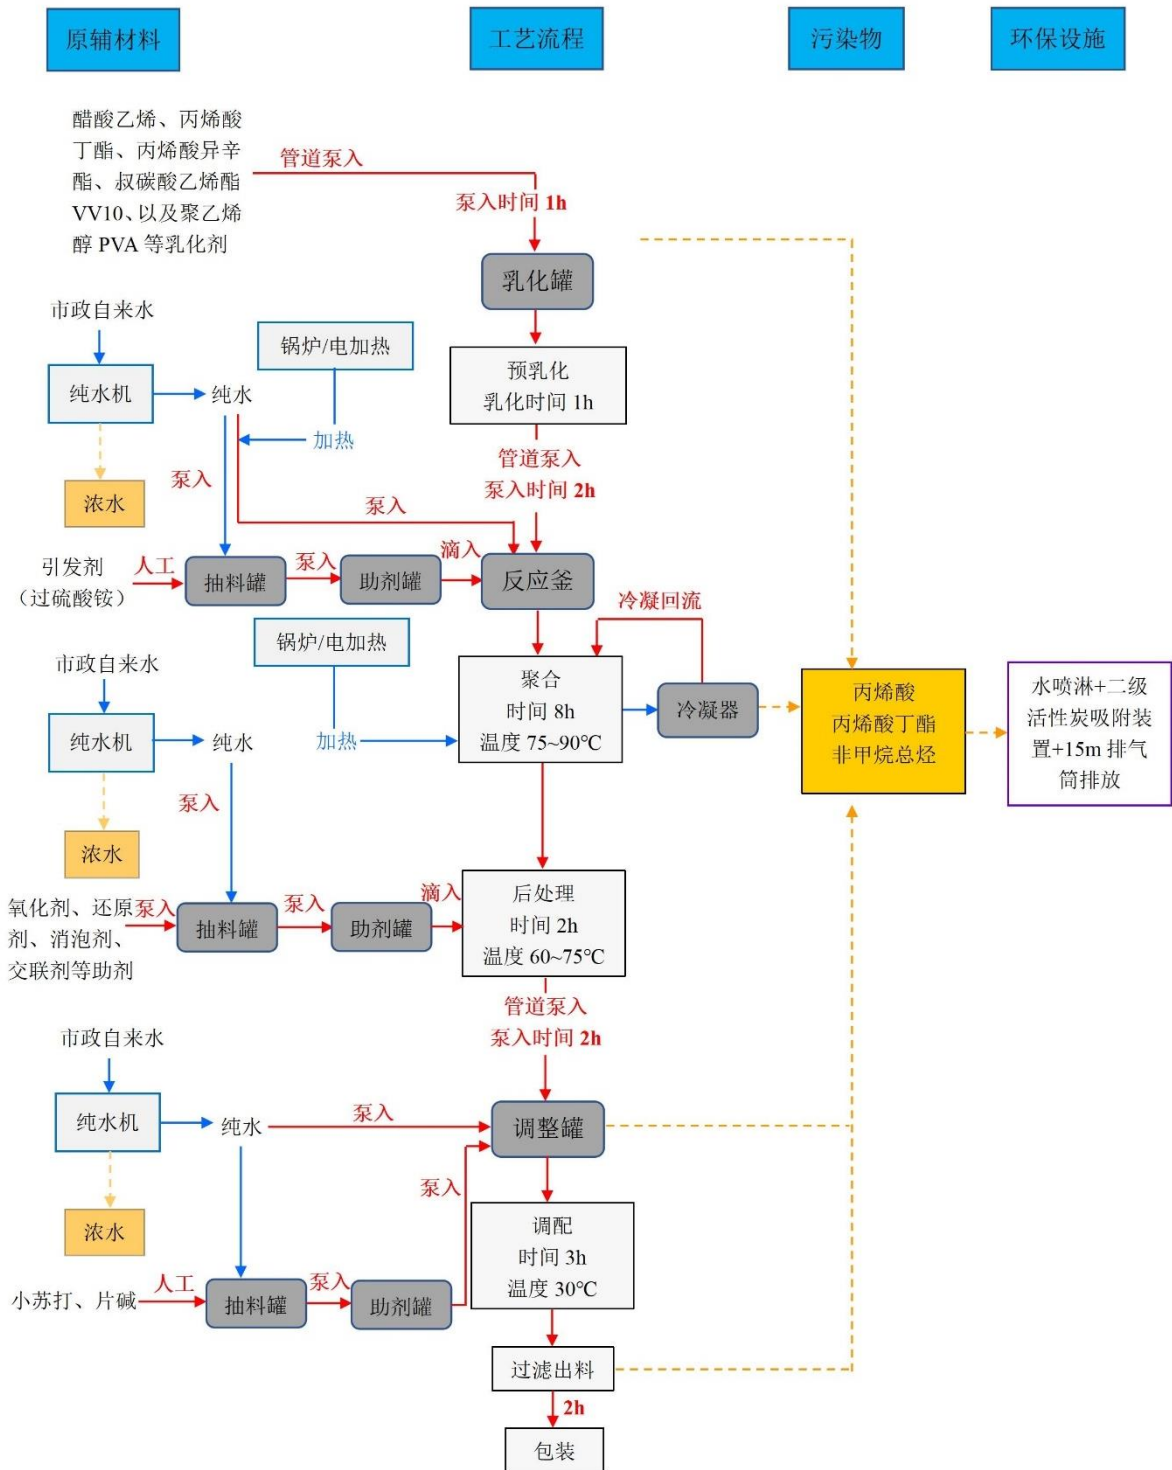 原辅材料
工艺流程
污染物
环保设施
醋酸乙烯、丙烯酸
丁酯、丙烯酸异辛
酯、叔碳酸乙烯酯
VV10、以及聚乙烯
醇 PVA 等乳化剂
管道泵入
泵入时间 1h
乳化罐
市政自来水
锅炉/电加热
预乳化
乳化时间 1h
纯水机
纯水
加热
管道泵入
泵入时间 2h
泵入
泵入
浓水
引发剂
（过硫酸铵）
人工
抽料罐
泵入
助剂罐
滴入
反应釜
冷凝回流
锅炉/电加热
市政自来水
聚合
时间 8h
温度 75~90℃
冷凝器
丙烯酸
丙烯酸丁酯
非甲烷总烃
水喷淋+二级
活性炭吸附装
置+15m 排气
筒排放
纯水机
纯水
加热
泵入
浓水
氧化剂、还原
剂、消泡剂、
交联剂等助剂
泵入
抽料罐
泵入
助剂罐
滴入
后处理
时间 2h
温度 60~75℃
管道泵入
泵入时间 2h
市政自来水
纯水机
纯水
泵入
调整罐
泵入
浓水
调配
时间 3h
温度 30℃
小苏打、片碱
人工
抽料罐
泵入
助剂罐
过滤出料
2h
包装